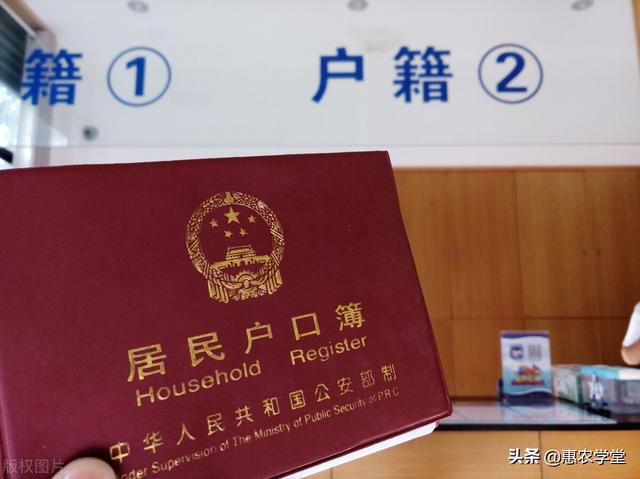 籍①
户籍②
居民户口簿
Household Register
中华人民共和国公安部制
der Supervision of The Ministry of Public Security of P.R.C
版权图片
头条@惠农学堂